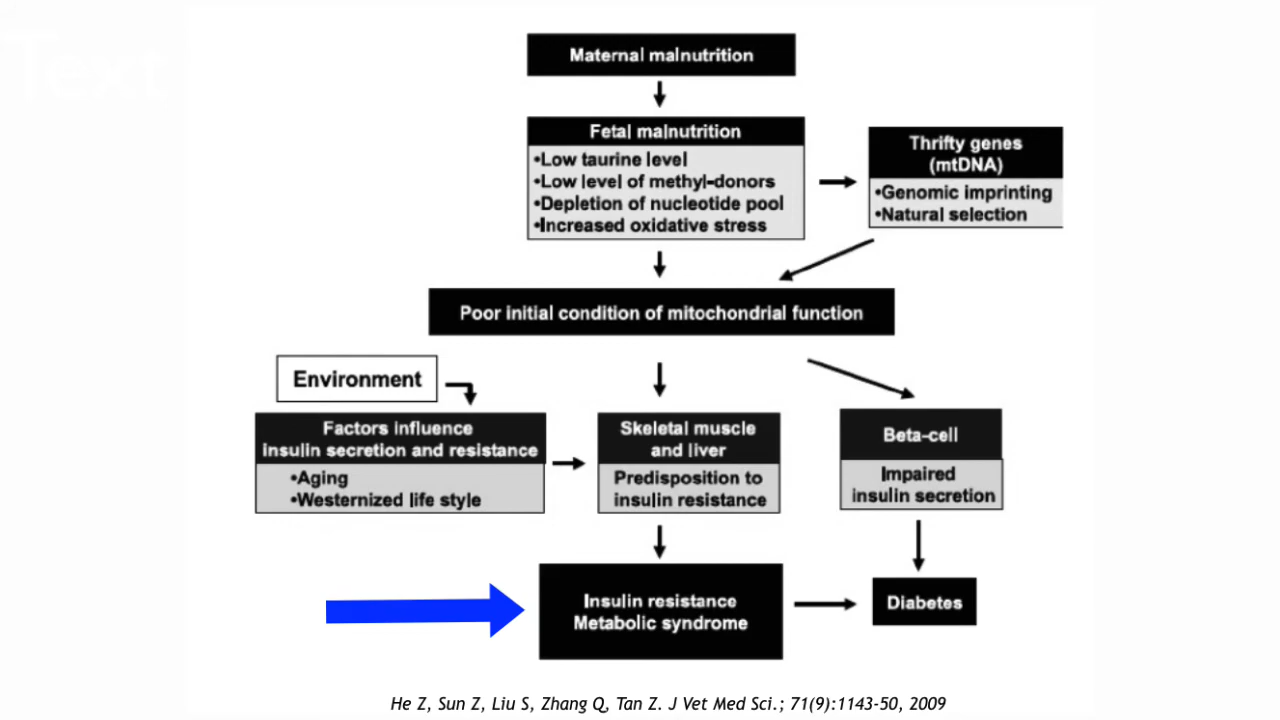 Text
Maternal malnutrition
Fetal malnutrition
•Low taurine level
•Low level of methyl-donors
•Depletion of nucleotide pool
•Increased oxidative stress
Thrifty genes
(mtDNA)
•Genomic imprinting
•Natural selection
Poor initial condition of mitochondrial function
Environment
Factors influence
Insulin secretion and resistance
•Aging
•Westernized life style
Skeletal muscle
and liver
Predisposition to
insulin resistance
Beta-cell
Impaired
insulin secretion
Insulin resistance
Metabolic syndrome
Diabetes
He Z, Sun Z, Liu S, Zhang Q, Tan Z. J Vet Med Sci.; 71(9):1143-50, 2009